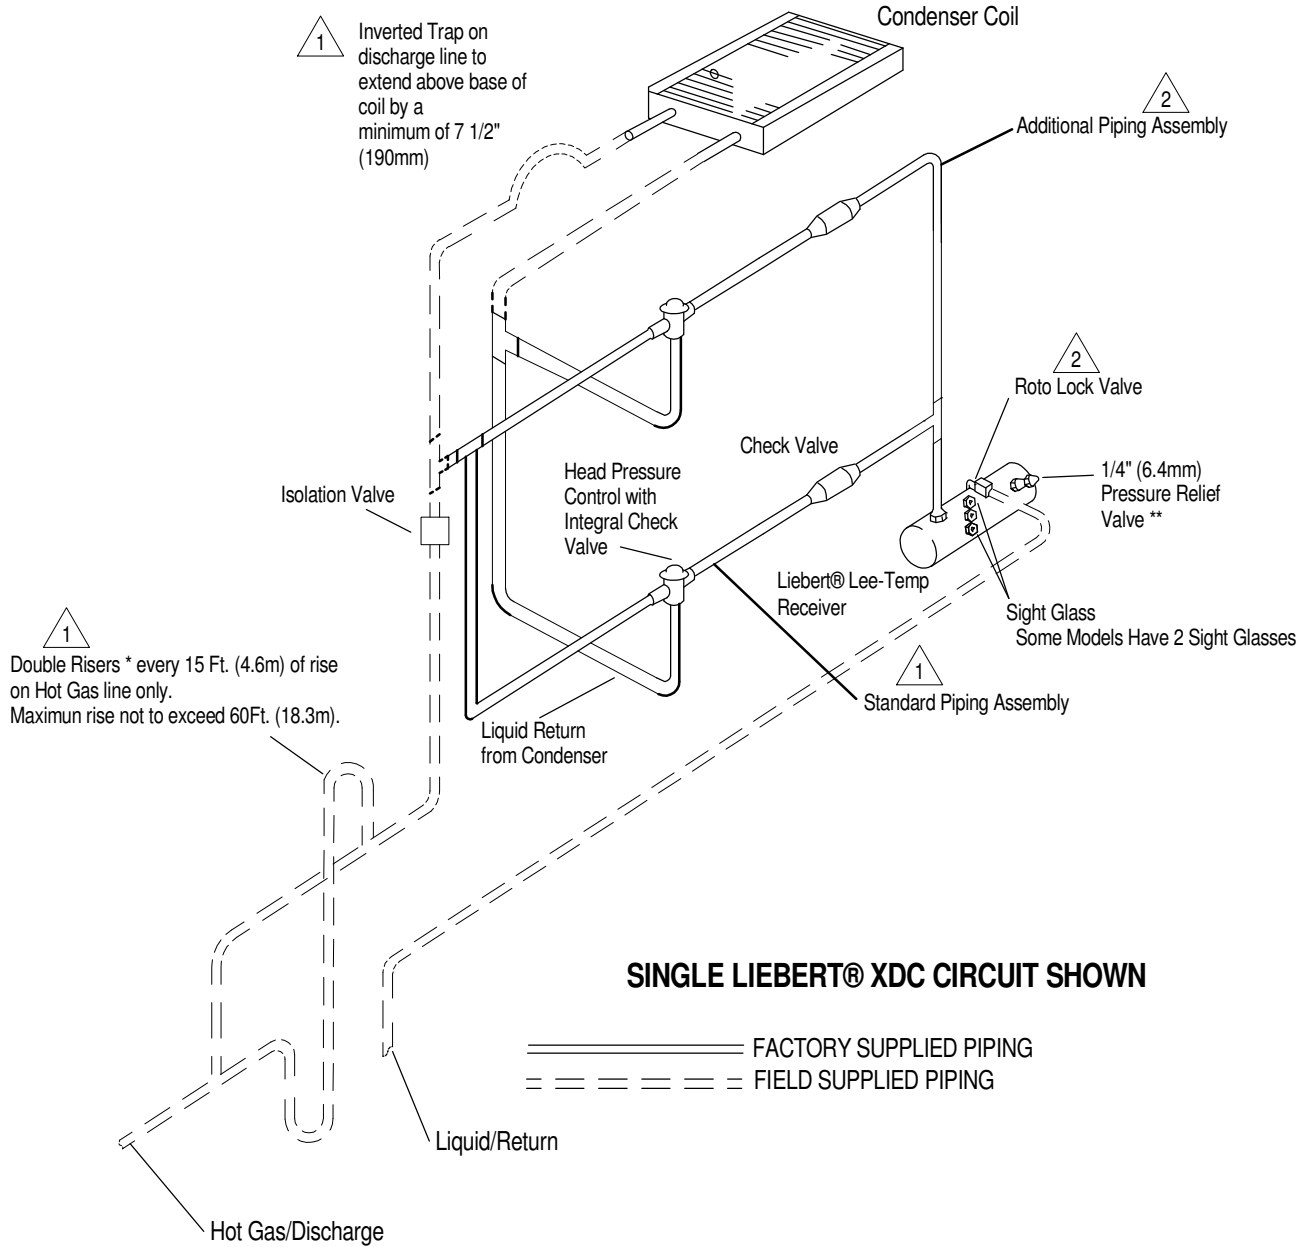 Condenser Coil
1
Inverted Trap on
discharge line to
extend above base of
coil by a
minimum of 7 1/2"
(190mm)
2
Additional Piping Assembly
2
Roto Lock Valve
Check Valve
1/4" (6.4mm)
Pressure Relief
Valve **
Head Pressure
Control with
Integral Check
Valve
Isolation Valve
Liebert® Lee-Temp
Receiver
Sight Glass
Some Models Have 2 Sight Glasses
1
Double Risers * every 15 Ft. (4.6m) of rise
on Hot Gas line only.
Maximun rise not to exceed 60Ft. (18.3m).
1
Standard Piping Assembly
Liquid Return
from Condenser
SINGLE LIEBERT® XDC CIRCUIT SHOWN
FACTORY SUPPLIED PIPING
FIELD SUPPLIED PIPING
Liquid/Return
Hot Gas/Discharge